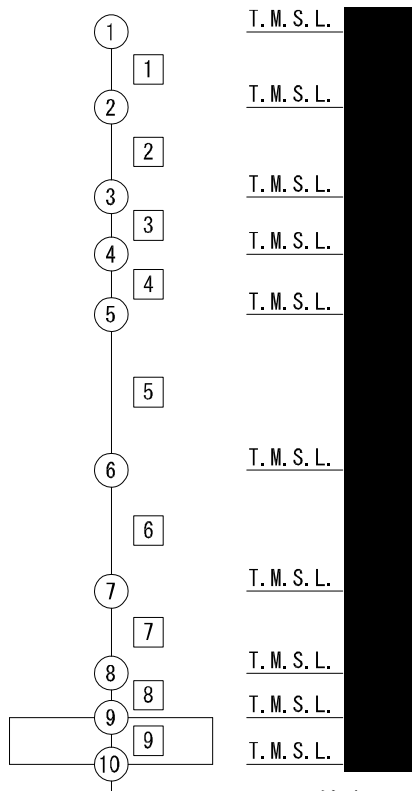 1 T. M. S. L.
1
2 T. M. S. L.
2
3 T. M. S. L.
3
4 T. M. S. L.
4
5 T. M. S. L.
5
6 T. M. S. L.
6
7 T. M. S. L.
7
8 T. M. S. L.
8
9 T. M. S. L.
9
10 T. M. S. L.